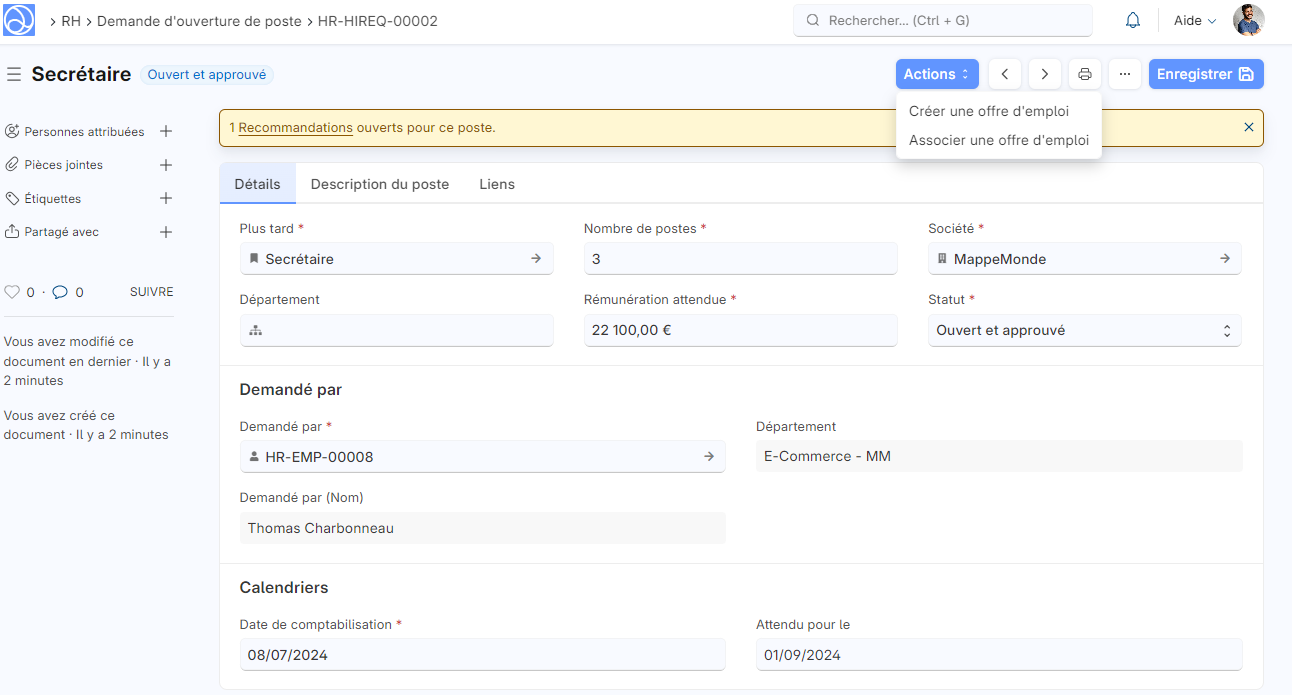 RH > Demande d'ouverture de poste > HR-HIREQ-00002
Rechercher... (Ctrl + G)
Aide
Secrétaire
Ouvert et approuvé
Actions
Enregistrer
Créer une offre d'emploi
Associer une offre d'emploi
Personnes attribuées
Pièces jointes
Étiquettes
Partagé avec
0 · 0
SUIVRE
Vous avez modifié ce
document en dernier · Il y a
2 minutes
Vous avez créé ce
document · Il y a 2 minutes
1 Recommandations ouverts pour ce poste.
Détails
Description du poste
Liens
Plus tard *
Nombre de postes *
Société *
Secrétaire
3
MappeMonde
Département
Rémunération attendue *
Statut *
22 100,00 €
Ouvert et approuvé
Demandé par
Demandé par *
Département
HR-EMP-00008
E-Commerce - MM
Demandé par (Nom)
Thomas Charbonneau
Calendriers
Date de comptabilisation *
Attendu pour le
08/07/2024
01/09/2024